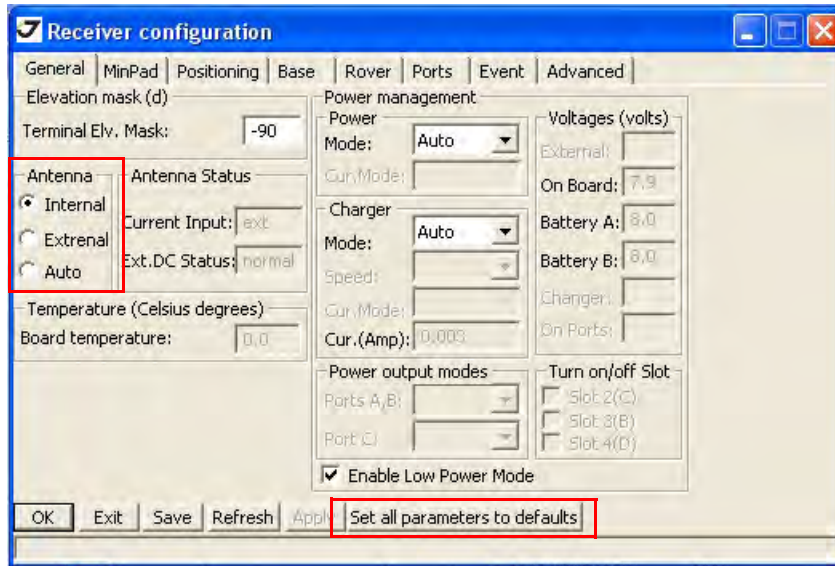 Receiver configuration
General MinPad Positioning Base Rover Ports Event Advanced
Elevation mask (d)
Terminal Elv. Mask: -90
Antenna
Internal
Extrenal
Auto
Antenna Status
Current Input: ext
Ext.DC Status: normal
Temperature (Celsius degrees)
Board temperature: 0.0
Power management
Power
Mode: Auto
Cur.Mode:
Charger
Mode: Auto
Speed:
Cur.Mode:
Cur.(Amp): 0.003
Power output modes
Ports A,B:
Port C:
Voltages (volts)
External:
On Board: 7.9
Battery A: 8.0
Battery B: 8.0
Changer:
On Ports:
Turn on/off Slot
Slot 2(C)
Slot 3(B)
Slot 4(D)
Enable Low Power Mode
OK Exit Save Refresh Apply Set all parameters to defaults